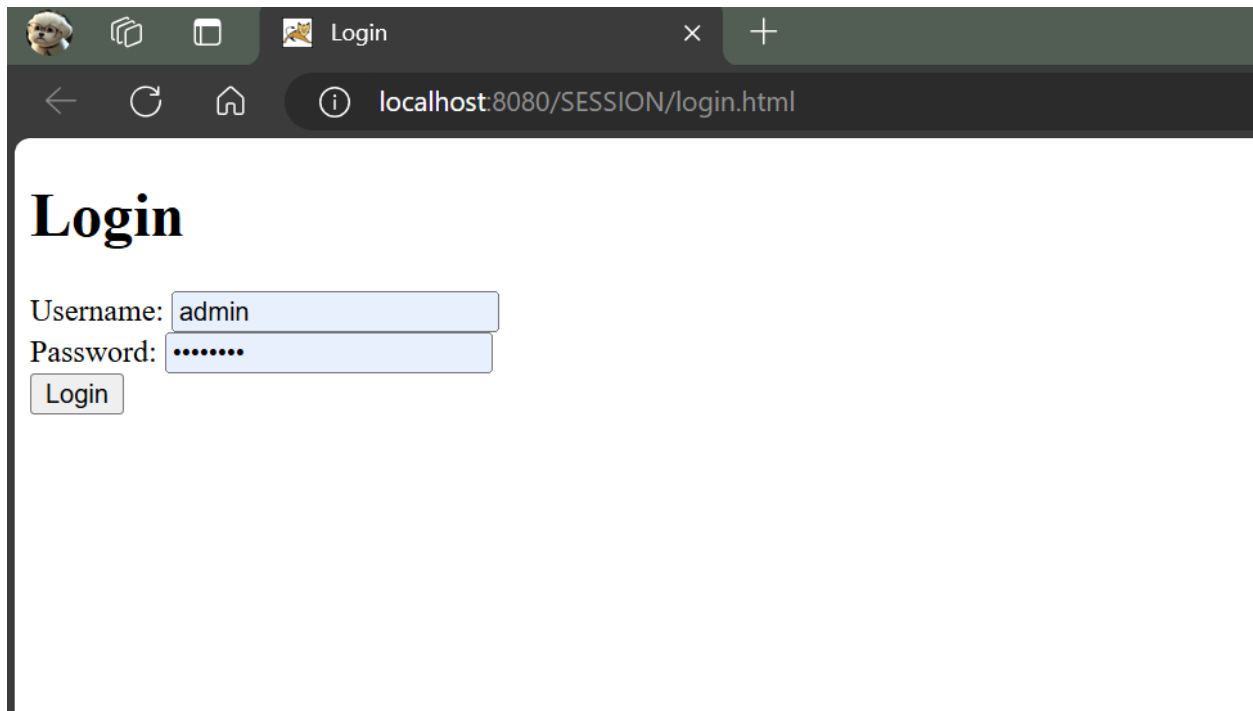 Login
localhost:8080/SESSION/login.html
Login
Username: admin
Password: ••••••••
Login